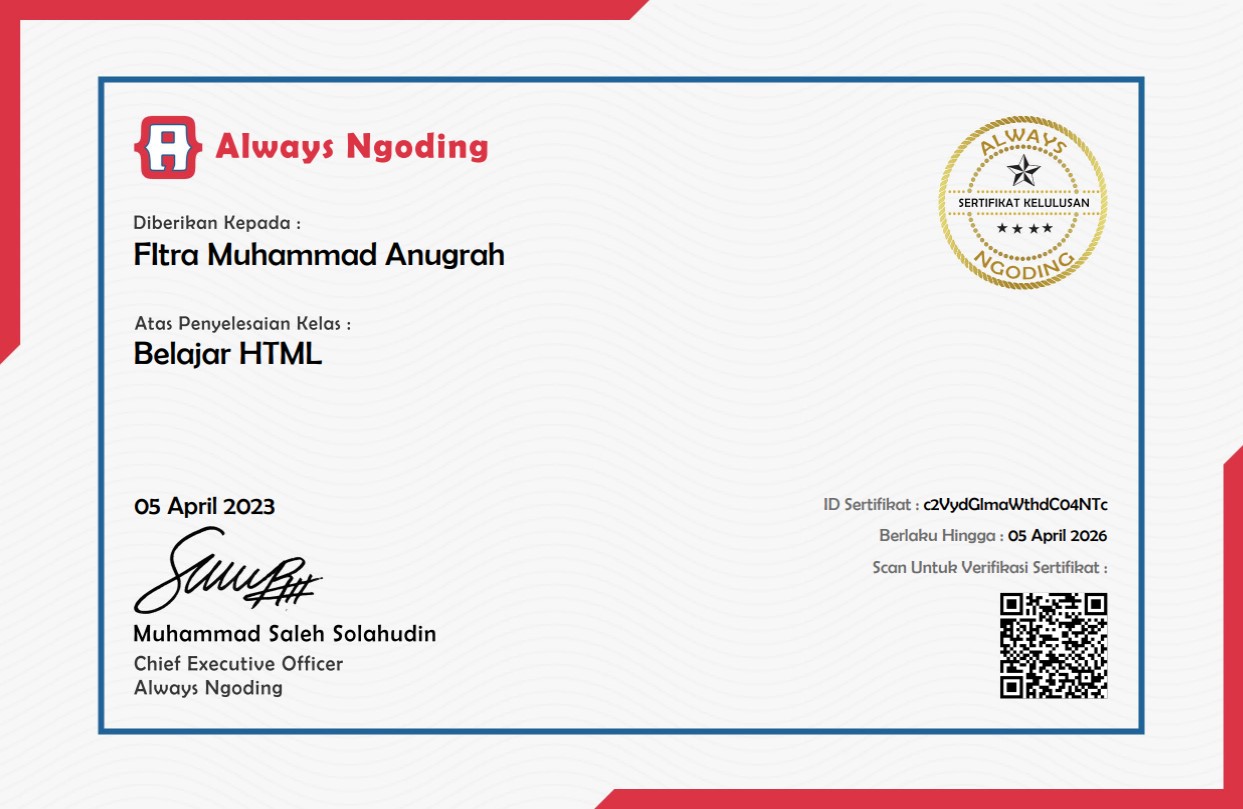 Always Ngoding
ALWAYS
SERTIFIKAT KELULUSAN
NGODING
Diberikan Kepada :
FItra Muhammad Anugrah
Atas Penyelesaian Kelas :
Belajar HTML
05 April 2023
Muhammad Saleh Solahudin
Chief Executive Officer
Always Ngoding
ID Sertifikat : c2VydGlmaWthdC04NTc
Berlaku Hingga : 05 April 2026
Scan Untuk Verifikasi Sertifikat :